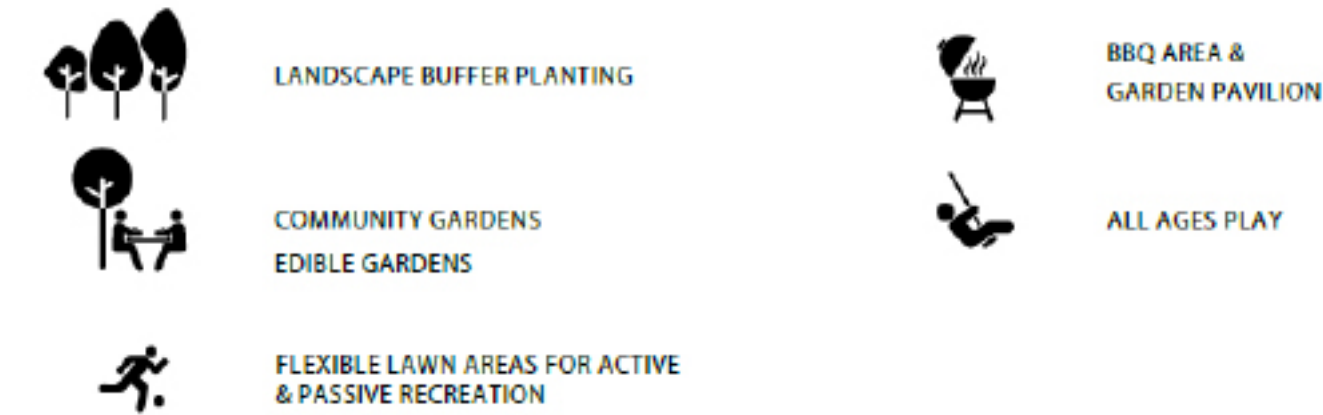 LANDSCAPE BUFFER PLANTING
COMMUNITY GARDENS
EDIBLE GARDENS
FLEXIBLE LAWN AREAS FOR ACTIVE
& PASSIVE RECREATION
BBQ AREA &
GARDEN PAVILION
ALL AGES PLAY